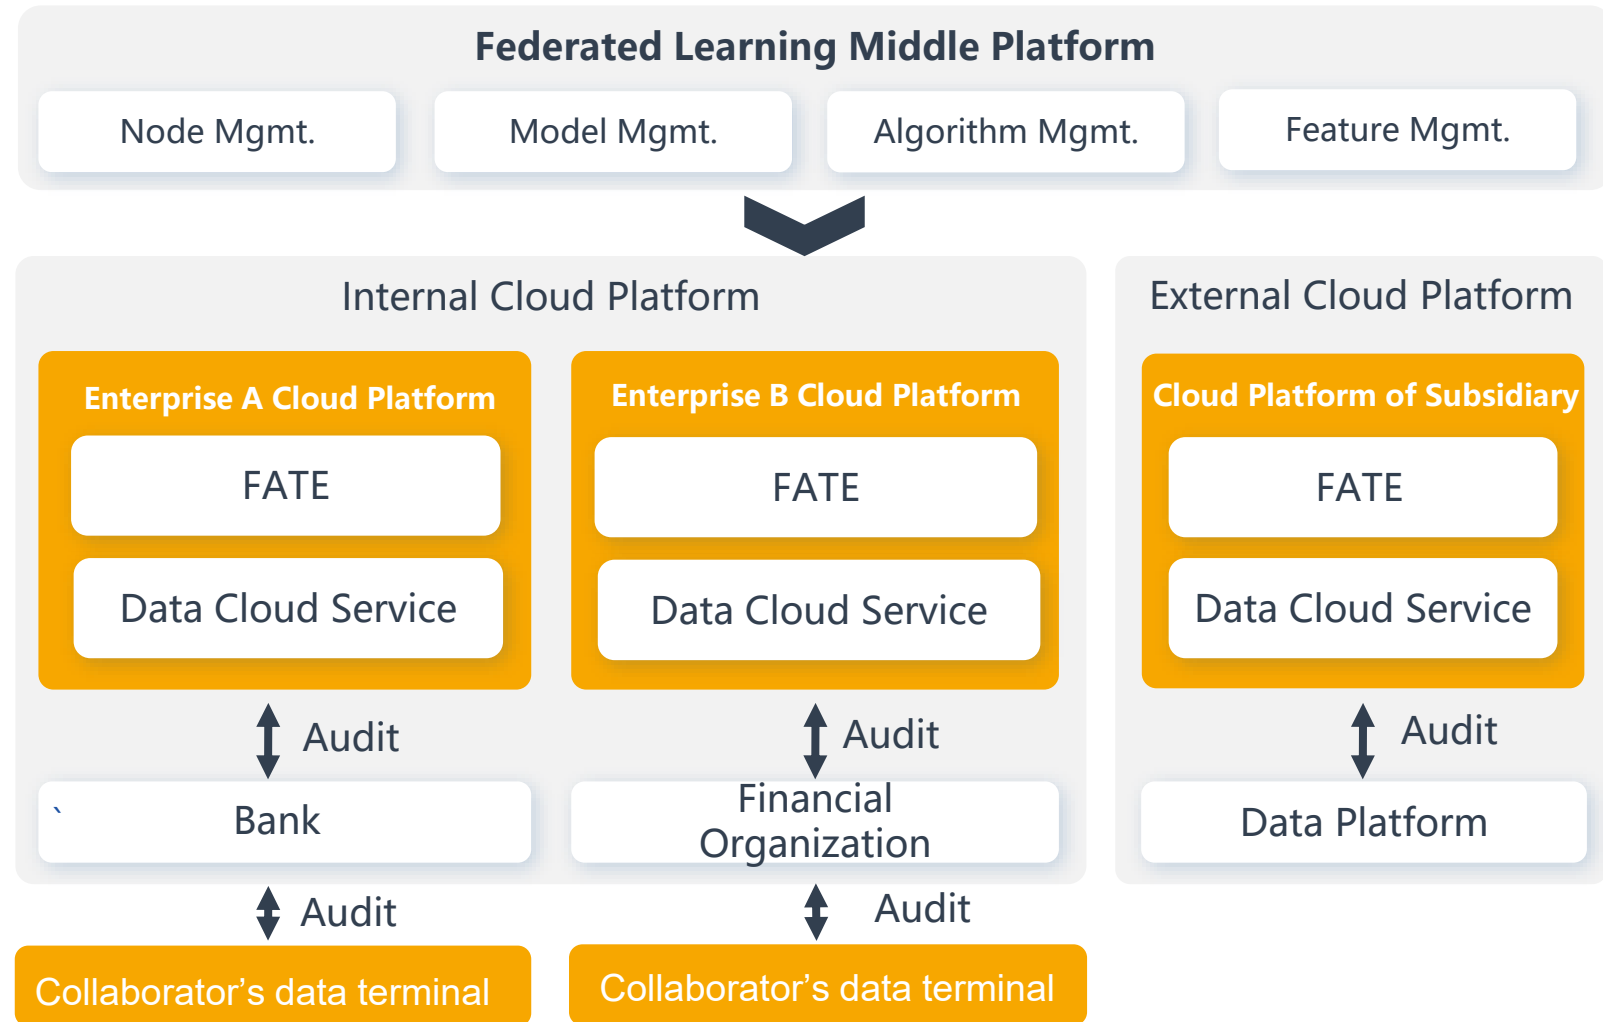 Federated Learning Middle Platform
Node Mgmt.
Model Mgmt.
Algorithm Mgmt.
Feature Mgmt.
Internal Cloud Platform
External Cloud Platform
Enterprise A Cloud Platform
Enterprise B Cloud Platform
Cloud Platform of Subsidiary
FATE
FATE
FATE
Data Cloud Service
Data Cloud Service
Data Cloud Service
Audit
Audit
Audit
`
Bank
Financial
Organization
Data Platform
Audit
Audit
Collaborator’s data terminal
Collaborator’s data terminal